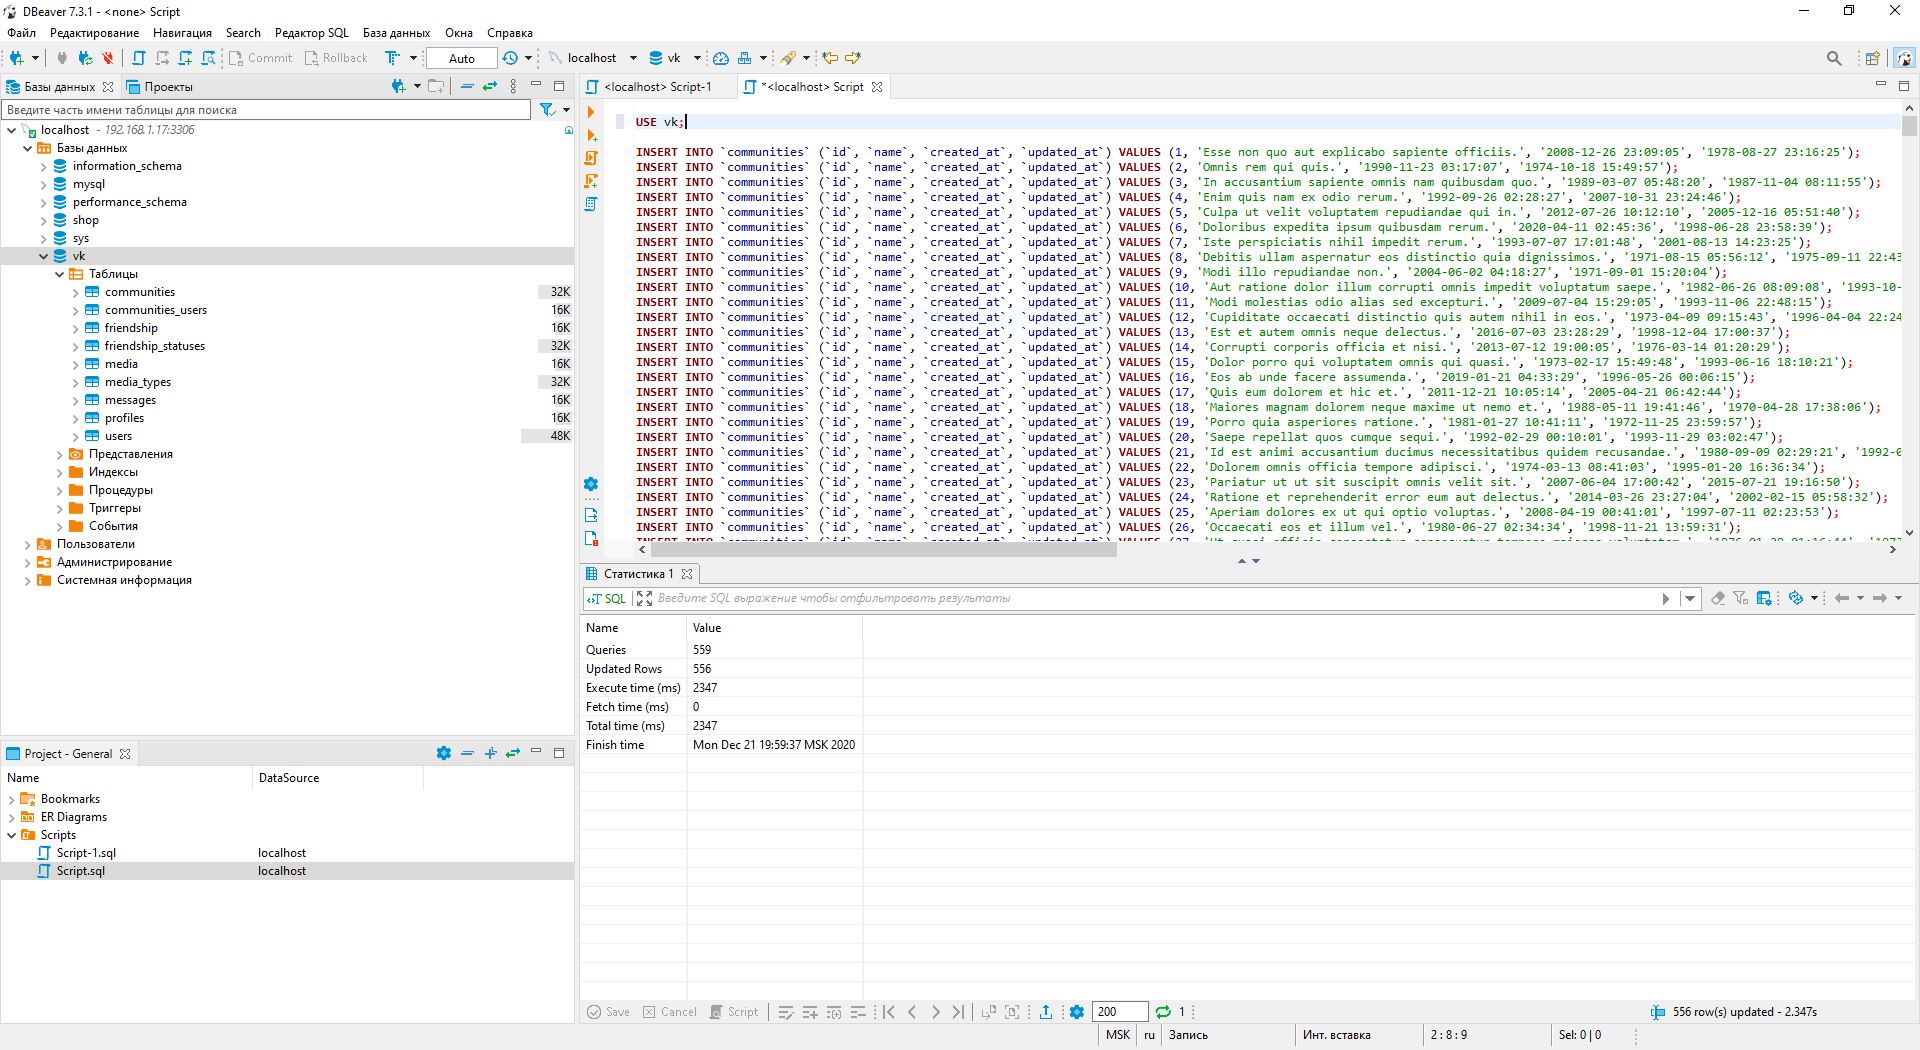 DBeaver 7.3.1 - <none> Script
Файл Редактирование Навигация Search Редактор SQL База данных Окна Справка
Commit Rollback Auto localhost vk
Базы данных Проекты
Введите часть имени таблицы для поиска
localhost - 192.168.1.17:3306
Базы данных
information_schema
mysql
performance_schema
shop
sys
vk
Таблицы
communities 32K
communities_users 16K
friendship 16K
friendship_statuses 32K
media 16K
media_types 32K
messages 16K
profiles 16K
users 48K
Представления
Индексы
Процедуры
Триггеры
События
Пользователи
Администрирование
Системная информация
Project - General
Name DataSource
Bookmarks
ER Diagrams
Scripts
Script-1.sql localhost
Script.sql localhost
<localhost> Script-1 *<localhost> Script
USE vk;
INSERT INTO `communities` (`id`, `name`, `created_at`, `updated_at`) VALUES (1, 'Esse non quo aut explicabo sapiente officiis.', '2008-12-26 23:09:05', '1978-08-27 23:16:25');
INSERT INTO `communities` (`id`, `name`, `created_at`, `updated_at`) VALUES (2, 'Omnis rem qui quis.', '1990-11-23 03:17:07', '1974-10-18 15:49:57');
INSERT INTO `communities` (`id`, `name`, `created_at`, `updated_at`) VALUES (3, 'In accusantium sapiente omnis nam quibusdam quo.', '1989-03-07 05:48:20', '1987-11-04 08:11:55');
INSERT INTO `communities` (`id`, `name`, `created_at`, `updated_at`) VALUES (4, 'Enim quis nam ex odio rerum.', '1992-09-26 02:28:27', '2007-10-31 23:24:46');
INSERT INTO `communities` (`id`, `name`, `created_at`, `updated_at`) VALUES (5, 'Culpa ut velit voluptatem repudiandae qui in.', '2012-07-26 10:12:10', '2005-12-16 05:51:40');
INSERT INTO `communities` (`id`, `name`, `created_at`, `updated_at`) VALUES (6, 'Doloribus expedita ipsum quibusdam rerum.', '2020-04-11 02:45:36', '1998-06-28 23:58:39');
INSERT INTO `communities` (`id`, `name`, `created_at`, `updated_at`) VALUES (7, 'Iste perspiciatis nihil impedit rerum.', '1993-07-07 17:01:48', '2001-08-13 14:23:25');
INSERT INTO `communities` (`id`, `name`, `created_at`, `updated_at`) VALUES (8, 'Debitis ullam aspernatur eos distinctio quia dignissimos.', '1971-08-15 05:56:12', '1975-09-11 22:43
INSERT INTO `communities` (`id`, `name`, `created_at`, `updated_at`) VALUES (9, 'Modi illo repudiandae non.', '2004-06-02 04:18:27', '1971-09-01 15:20:04');
INSERT INTO `communities` (`id`, `name`, `created_at`, `updated_at`) VALUES (10, 'Aut ratione dolor illum corrupti omnis impedit voluptatum saepe.', '1982-06-26 08:09:08', '1993-10-
INSERT INTO `communities` (`id`, `name`, `created_at`, `updated_at`) VALUES (11, 'Modi molestias odio alias sed excepturi.', '2009-07-04 15:29:05', '1993-11-06 22:48:15');
INSERT INTO `communities` (`id`, `name`, `created_at`, `updated_at`) VALUES (12, 'Cupiditate occaecati distinctio quis autem nihil in eos.', '1973-04-09 09:15:43', '1996-04-04 22:24
INSERT INTO `communities` (`id`, `name`, `created_at`, `updated_at`) VALUES (13, 'Est et autem omnis neque delectus.', '2016-07-03 23:28:29', '1998-12-04 17:00:37');
INSERT INTO `communities` (`id`, `name`, `created_at`, `updated_at`) VALUES (14, 'Corrupti corporis officia et nisi.', '2013-07-12 19:00:05', '1976-03-14 01:20:29');
INSERT INTO `communities` (`id`, `name`, `created_at`, `updated_at`) VALUES (15, 'Dolor porro qui voluptatem omnis qui quasi.', '1973-02-17 15:49:48', '1993-06-16 18:10:21');
INSERT INTO `communities` (`id`, `name`, `created_at`, `updated_at`) VALUES (16, 'Eos ab unde facere assumenda.', '2019-01-21 04:33:29', '1996-05-26 00:06:15');
INSERT INTO `communities` (`id`, `name`, `created_at`, `updated_at`) VALUES (17, 'Quis eum dolorem et hic et.', '2011-12-21 10:05:14', '2005-04-21 06:42:44');
INSERT INTO `communities` (`id`, `name`, `created_at`, `updated_at`) VALUES (18, 'Maiores magnam dolorem neque maxime ut nemo et.', '1988-05-11 19:41:46', '1970-04-28 17:38:06');
INSERT INTO `communities` (`id`, `name`, `created_at`, `updated_at`) VALUES (19, 'Porro quia asperiores ratione.', '1981-01-27 10:41:11', '1972-11-25 23:59:57');
INSERT INTO `communities` (`id`, `name`, `created_at`, `updated_at`) VALUES (20, 'Saepe repellat quos cumque sequi.', '1992-02-29 00:10:01', '1993-11-29 03:02:47');
INSERT INTO `communities` (`id`, `name`, `created_at`, `updated_at`) VALUES (21, 'Id est animi accusantium ducimus necessitatibus quidem recusandae.', '1980-09-09 02:29:21', '1992-0
INSERT INTO `communities` (`id`, `name`, `created_at`, `updated_at`) VALUES (22, 'Dolorem omnis officia tempore adipisci.', '1974-03-13 08:41:03', '1995-01-20 16:36:34');
INSERT INTO `communities` (`id`, `name`, `created_at`, `updated_at`) VALUES (23, 'Pariatur ut ut sit suscipit omnis velit sit.', '2007-06-04 17:00:42', '2015-07-21 19:16:50');
INSERT INTO `communities` (`id`, `name`, `created_at`, `updated_at`) VALUES (24, 'Ratione et reprehenderit error eum aut delectus.', '2014-03-26 23:27:04', '2002-02-15 05:58:32');
INSERT INTO `communities` (`id`, `name`, `created_at`, `updated_at`) VALUES (25, 'Aperiam dolores ex ut qui optio voluptas.', '2008-04-19 00:41:01', '1997-07-11 02:23:53');
INSERT INTO `communities` (`id`, `name`, `created_at`, `updated_at`) VALUES (26, 'Occaecati eos et illum vel.', '1980-06-27 02:34:34', '1998-11-21 13:59:31');
Статистика 1
SQL Введите SQL выражение чтобы отфильтровать результаты
Name Value
Queries 559
Updated Rows 556
Execute time (ms) 2347
Fetch time (ms) 0
Total time (ms) 2347
Finish time Mon Dec 21 19:59:37 MSK 2020
Save Cancel Script 200 1 556 row(s) updated - 2.347s
MSK ru Запись Инт. вставка 2 : 8 : 9 Sel: 0 | 0